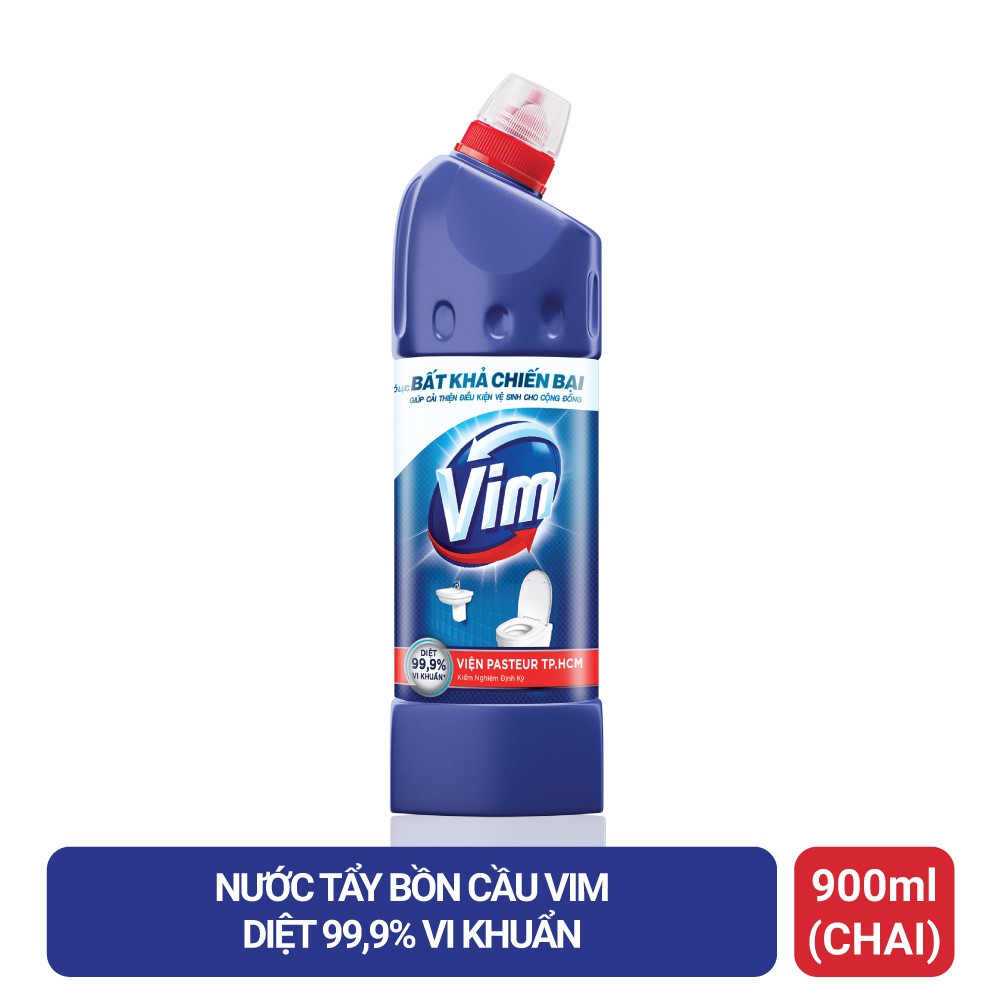 BẤT KHẢ CHIẾN BẠI
GIÚP CẢI THIỆN ĐIỀU KIỆN VỆ SINH CHO CỘNG ĐỒNG
Vim
DIỆT
99,9%
VI KHUẨN*
VIỆN PASTEUR TP.HCM
Kiểm Nghiệm Định Kỳ
NƯỚC TẨY BỒN CẦU VIM
DIỆT 99,9% VI KHUẨN
900ml
(CHAI)